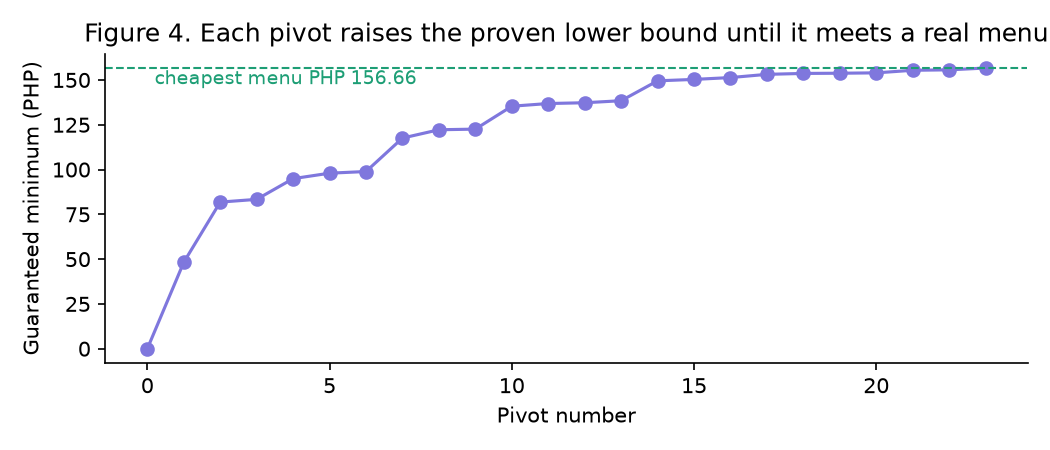 Figure 4. Each pivot raises the proven lower bound until it meets a real menu
Guaranteed minimum (PHP)
150
125
100
75
50
25
0
cheapest menu PHP 156.66
0 5 10 15 20
Pivot number